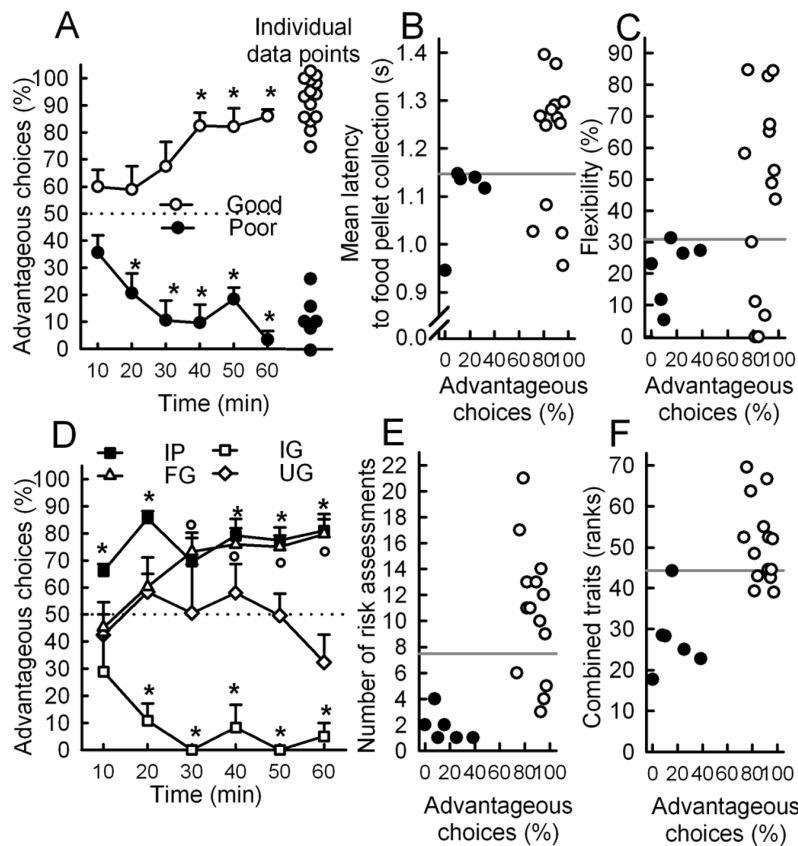 A
Individual
data points
Advantageous choices (%)
100
90
80
70
60
50
40
30
20
10
0
* * *
Good
Poor
* * * * *
10 20 30 40 50 60
Time (min)
B
Mean latency
to food pellet collection (s)
1.4
1.3
1.2
1.1
1.0
0.9
0.0
0 20 40 60 80 100
Advantageous
choices (%)
C
Flexibility (%)
90
80
70
60
50
40
30
20
10
0
0 20 40 60 80 100
Advantageous
choices (%)
D
IP IG
FG UG
Advantageous choices (%)
100
90
80
70
60
50
40
30
20
10
0
* * * * *
* * * * *
10 20 30 40 50 60
Time (min)
E
Number of risk assessments
22
20
18
16
14
12
10
8
6
4
2
0
0 20 40 60 80 100
Advantageous
choices (%)
F
Combined traits (ranks)
70
60
50
40
30
20
10
0
0 20 40 60 80 100
Advantageous
choices (%)